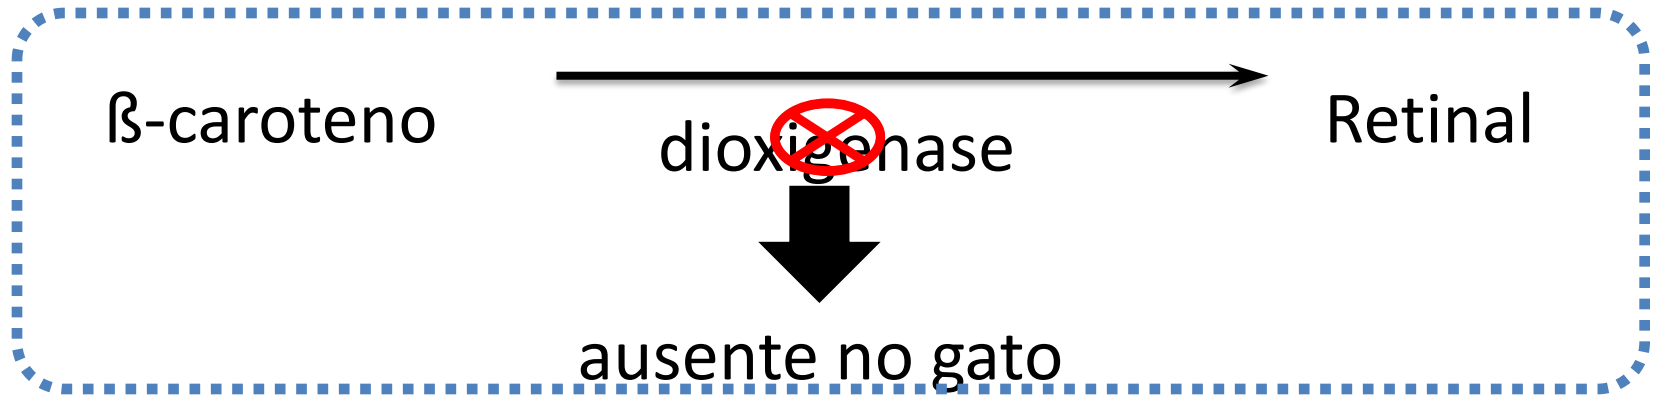 ß-caroteno
dioxigenase
Retinal
ausente no gato